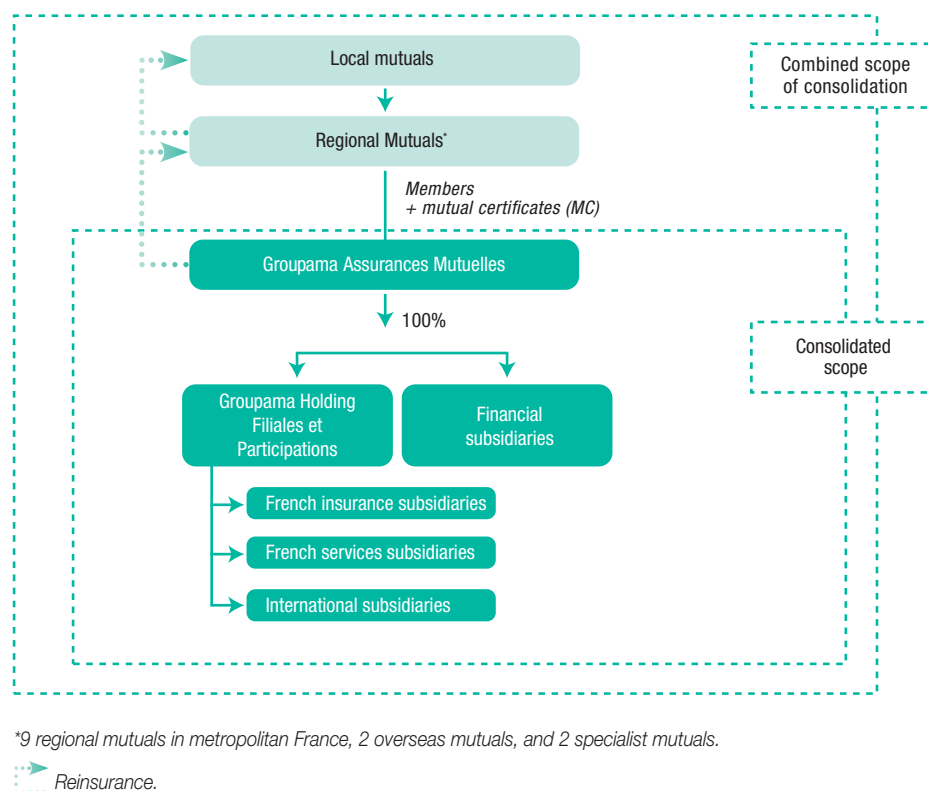 Local mutuals
Combined scope
of consolidation
Regional Mutuals*
Members
+ mutual certificates (MC)
Groupama Assurances Mutuelles
100%
Consolidated
scope
Groupama Holding
Filiales et
Participations
Financial
subsidiaries
French insurance subsidiaries
French services subsidiaries
International subsidiaries
*9 regional mutuals in metropolitan France, 2 overseas mutuals, and 2 specialist mutuals.
Reinsurance.